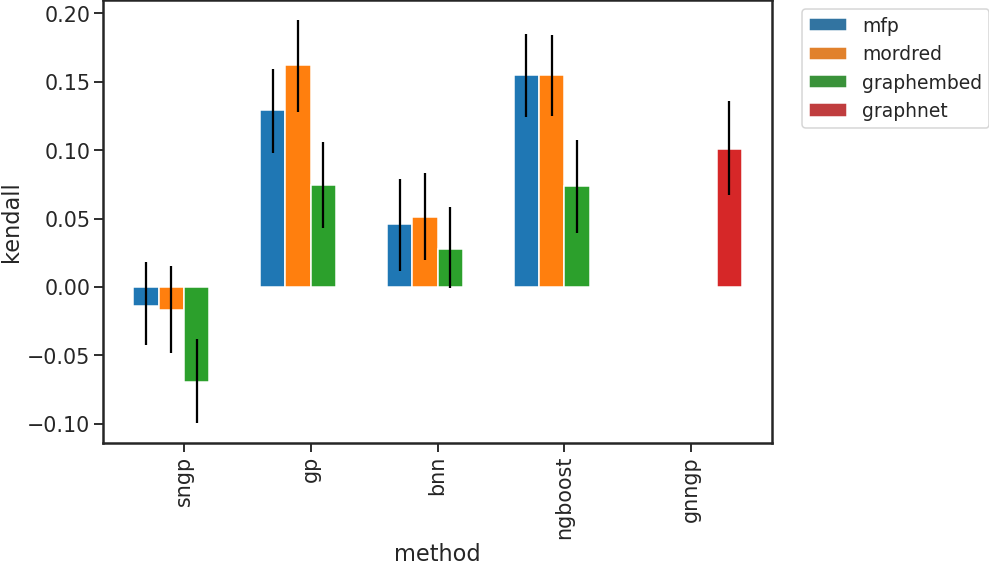 0.20
0.15
0.10
0.05
0.00
−0.05
−0.10
kendall
sngp
gp
bnn
ngboost
gnngp
method
mfp
mordred
graphembed
graphnet